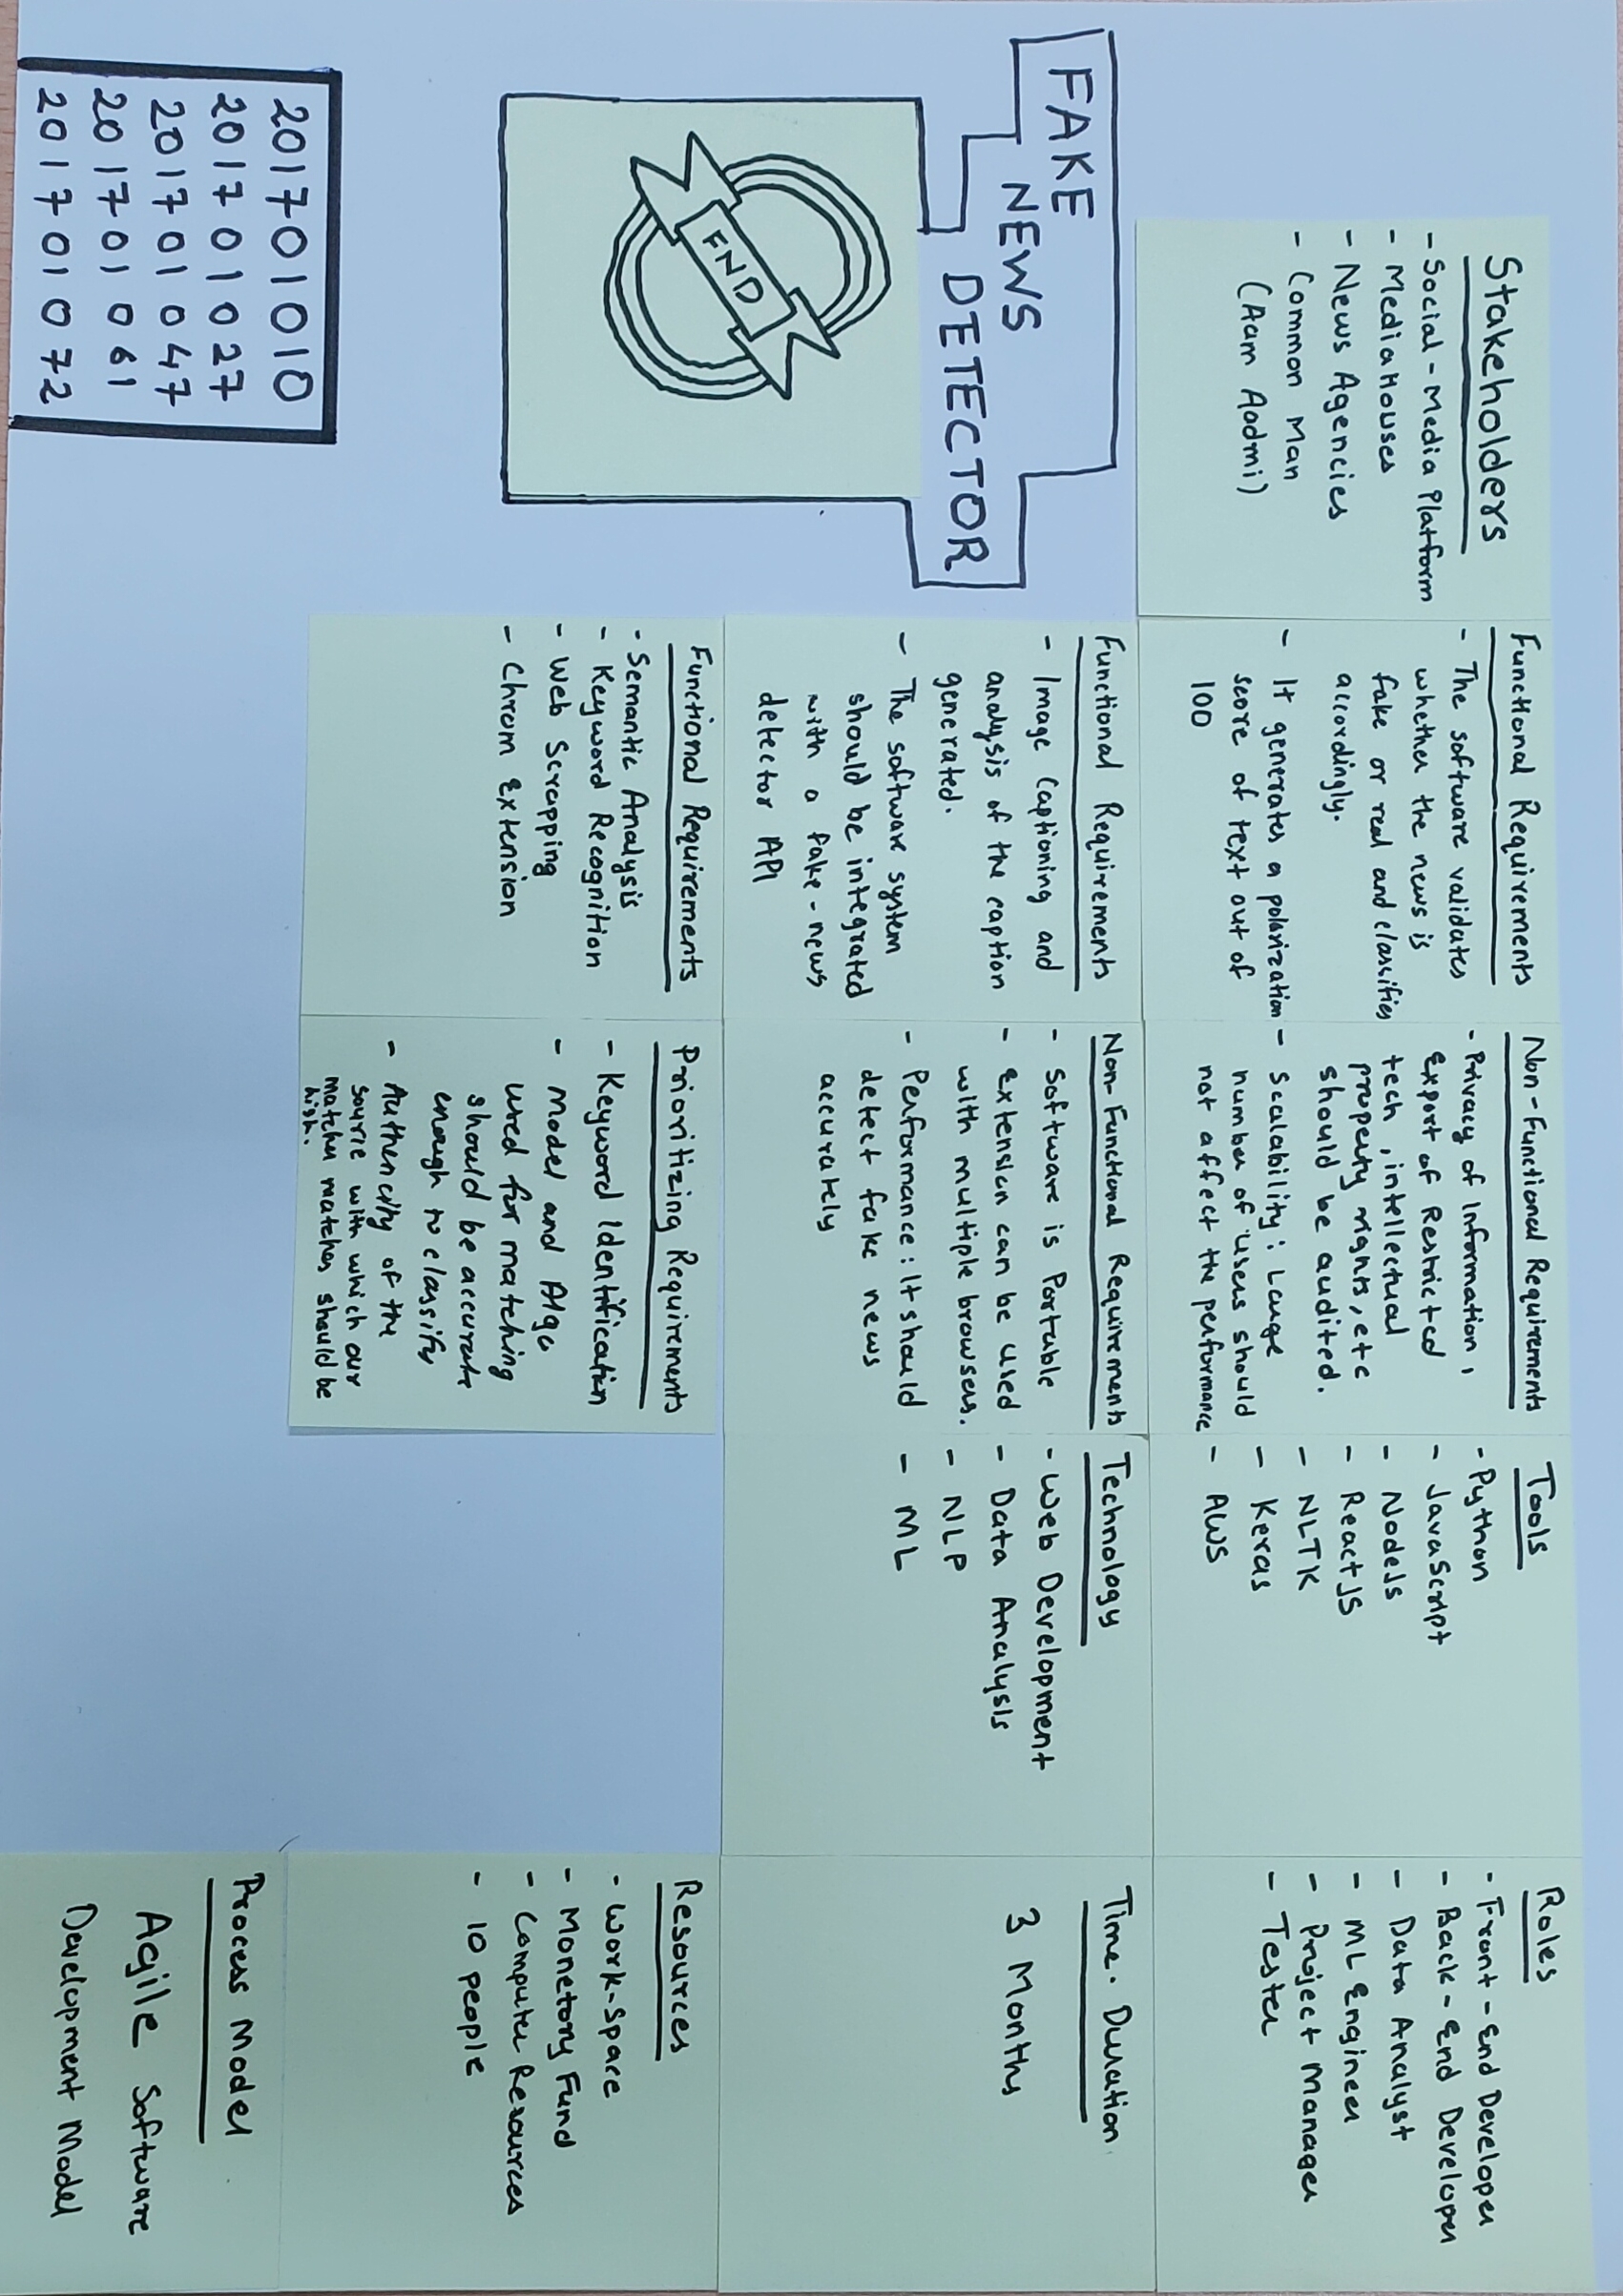 FAKE
NEWS
DETECTOR
FND
201701010
201701027
201701047
201701061
201701072
Stakeholders
- Social-Media Platform
- Media Houses
- News Agencies
- Common Man
(Aam Aadmi)
Functional Requirements
- The software validates
whether the news is
fake or real and classifies
accordingly.
- It generates a polarization
score of text out of
100
Functional Requirements
- Image Captioning and
analysis of the caption
generated.
- The software system
should be integrated
with a fake-news
detector API
Functional Requirements
- Semantic Analysis
- Keyword Recognition
- Web Scrapping
- Chrom Extension
Non-Functional Requirements
- Privacy of Information,
Export of Restricted
tech, intellectual
property rights, etc
should be audited.
- Scalability: Large
number of users should
not affect the performance
Non-Functional Requirements
- Software is Portable
- Extension can be used
with multiple browsers.
- Performance: It should
detect fake news
accurately
Prioritizing Requirements
- Keyword Identification
- Model and Algo
used for matching
should be accurate
enough to classify
- Authencity of the
sourie with which our
matcher matches should be
high.
Tools
- Python
- JavaScript
- NodeJs
- ReactJS
- NLTK
- Keras
- AWS
Technology
- Web Development
- Data Analysis
- NLP
- ML
Roles
- Front-End Developer
- Back-End Developer
- Data Analyst
- ML Engineer
- Project Manager
- Tester
Time. Duration
3 Months
Resources
- Work-Space
- Monetory Fund
- Computer Resources
- 10 people
Process Model
Agile Software
Development Model